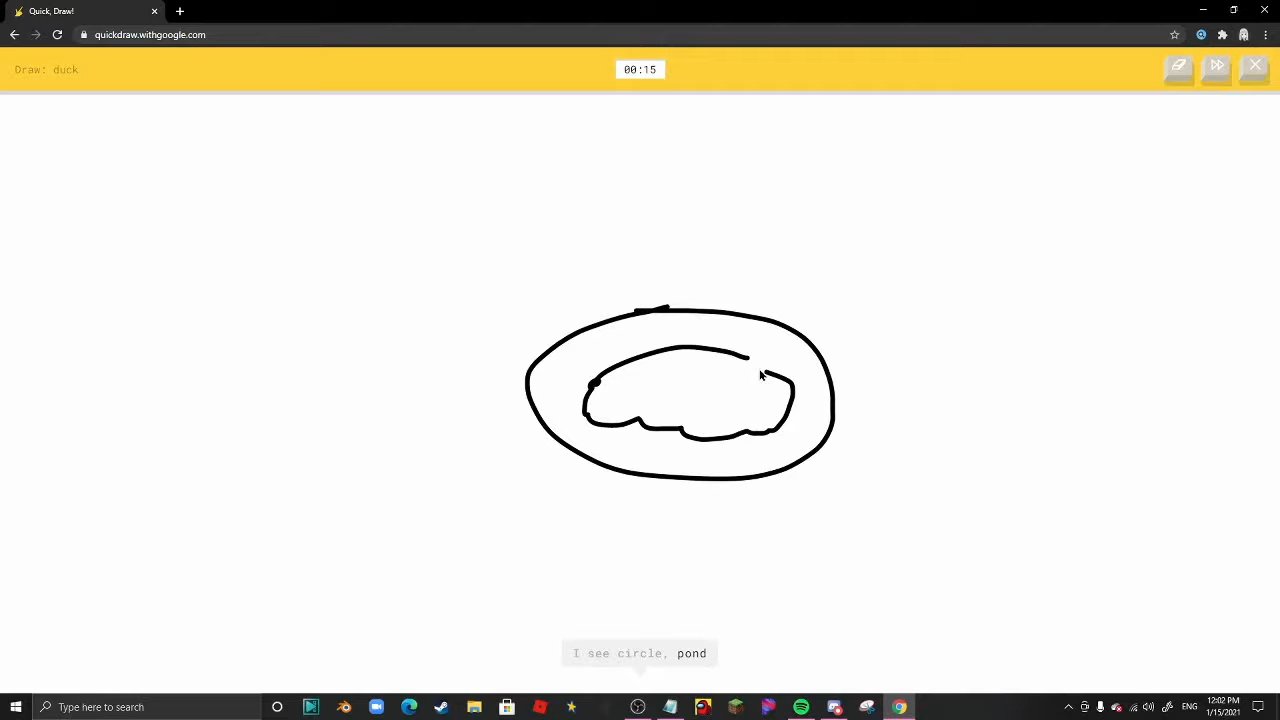 Quick, Draw!
quickdraw.withgoogle.com
Draw: duck
00:15
I see circle, pond
Type here to search
12:02 PM
1/15/2021